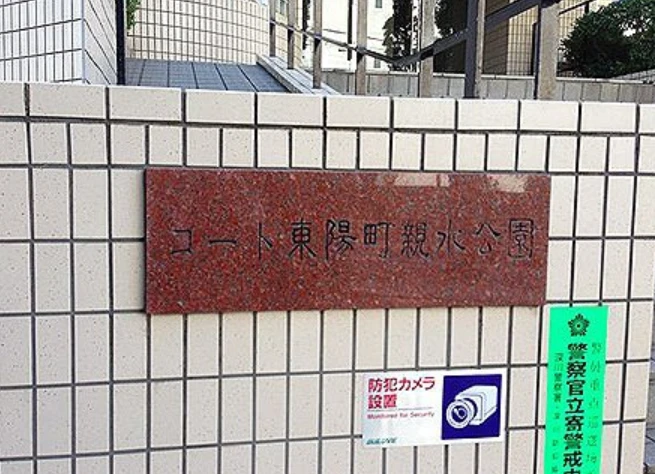 コート東陽町親水公園
防犯カメラ
設置
Monitored for Security
警察官立寄警戒
深川警察署